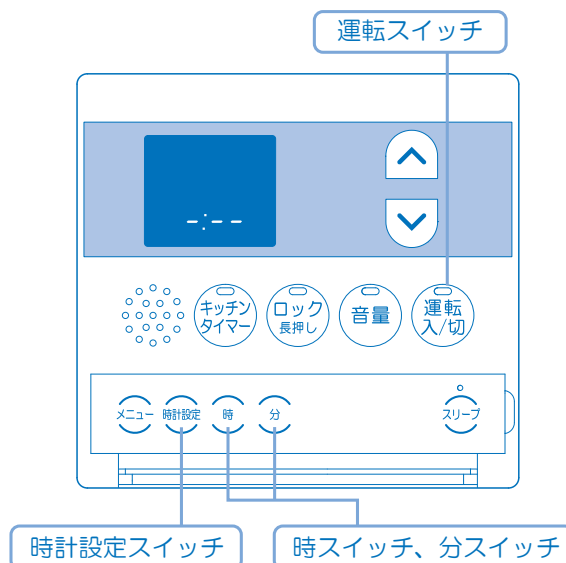 運転スイッチ
-:--
キッチン
タイマー
ロック
長押し
音量
運転
入/切
メニュー
時計設定
時
分
スリープ
時計設定スイッチ
時スイッチ、分スイッチ